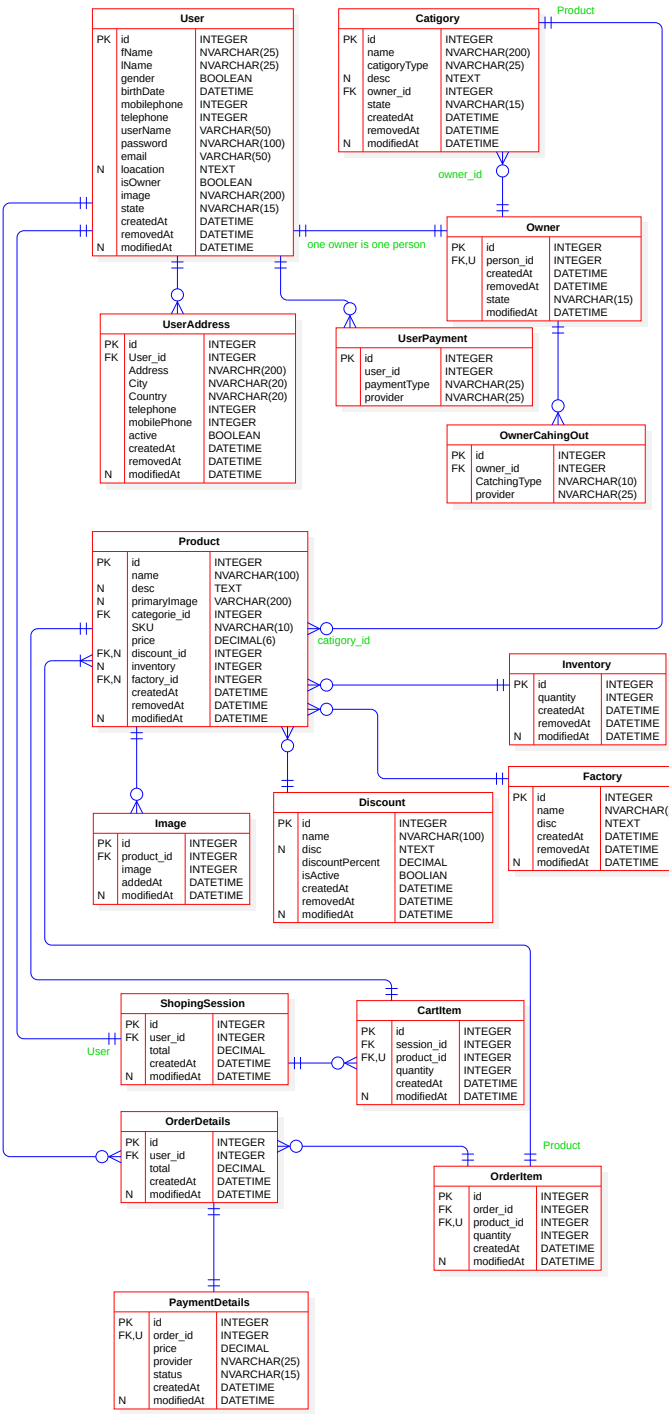 User
PK id INTEGER
fName NVARCHAR(25)
lName NVARCHAR(25)
gender BOOLEAN
birthDate DATETIME
mobilephone INTEGER
telephone INTEGER
userName VARCHAR(50)
password NVARCHAR(100)
email VARCHAR(50)
N loacation NTEXT
isOwner BOOLEAN
image NVARCHAR(200)
state NVARCHAR(15)
createdAt DATETIME
removedAt DATETIME
N modifiedAt DATETIME
Catigory
PK id INTEGER
name NVARCHAR(200)
catigoryType NVARCHAR(25)
N desc NTEXT
FK owner_id INTEGER
state NVARCHAR(15)
createdAt DATETIME
removedAt DATETIME
N modifiedAt DATETIME
Product
owner_id
one owner is one person
Owner
PK id INTEGER
FK,U person_id INTEGER
createdAt DATETIME
removedAt DATETIME
state NVARCHAR(15)
modifiedAt DATETIME
UserAddress
PK id INTEGER
FK User_id INTEGER
Address NVARCHR(200)
City NVARCHR(20)
Country NVARCHAR(20)
telephone INTEGER
mobilePhone INTEGER
active BOOLEAN
createdAt DATETIME
removedAt DATETIME
N modifiedAt DATETIME
UserPayment
PK id INTEGER
user_id INTEGER
paymentType NVARCHAR(25)
provider NVARCHAR(25)
OwnerCahingOut
PK id INTEGER
FK owner_id INTEGER
CatchingType NVARCHAR(10)
provider NVARCHAR(25)
Product
PK id INTEGER
name NVARCHAR(100)
N desc TEXT
N primaryImage VARCHAR(200)
FK categorie_id INTEGER
SKU NVARCHAR(10)
price DECIMAL(6)
FK,N discount_id INTEGER
N inventory INTEGER
FK,N factory_id INTEGER
createdAt DATETIME
removedAt DATETIME
N modifiedAt DATETIME
catigory_id
Inventory
PK id INTEGER
quantity INTEGER
createdAt DATETIME
removedAt DATETIME
N modifiedAt DATETIME
Factory
PK id INTEGER
name NVARCHAR(
disc NTEXT
createdAt DATETIME
removedAt DATETIME
N modifiedAt DATETIME
Image
PK id INTEGER
FK product_id INTEGER
image INTEGER
addedAt DATETIME
N modifiedAt DATETIME
Discount
PK id INTEGER
name NVARCHAR(100)
N disc NTEXT
discountPercent DECIMAL
isActive BOOLIAN
createdAt DATETIME
removedAt DATETIME
N modifiedAt DATETIME
ShopingSession
PK id INTEGER
FK user_id INTEGER
total DECIMAL
createdAt DATETIME
N modifiedAt DATETIME
User
CartItem
PK id INTEGER
FK session_id INTEGER
FK,U product_id INTEGER
quantity INTEGER
createdAt DATETIME
N modifiedAt DATETIME
OrderDetails
PK id INTEGER
FK user_id INTEGER
total DECIMAL
createdAt DATETIME
N modifiedAt DATETIME
Product
OrderItem
PK id INTEGER
FK order_id INTEGER
FK,U product_id INTEGER
quantity INTEGER
createdAt DATETIME
N modifiedAt DATETIME
PaymentDetails
PK id INTEGER
FK,U order_id INTEGER
price DECIMAL
provider NVARCHAR(25)
status NVARCHAR(15)
createdAt DATETIME
N modifiedAt DATETIME